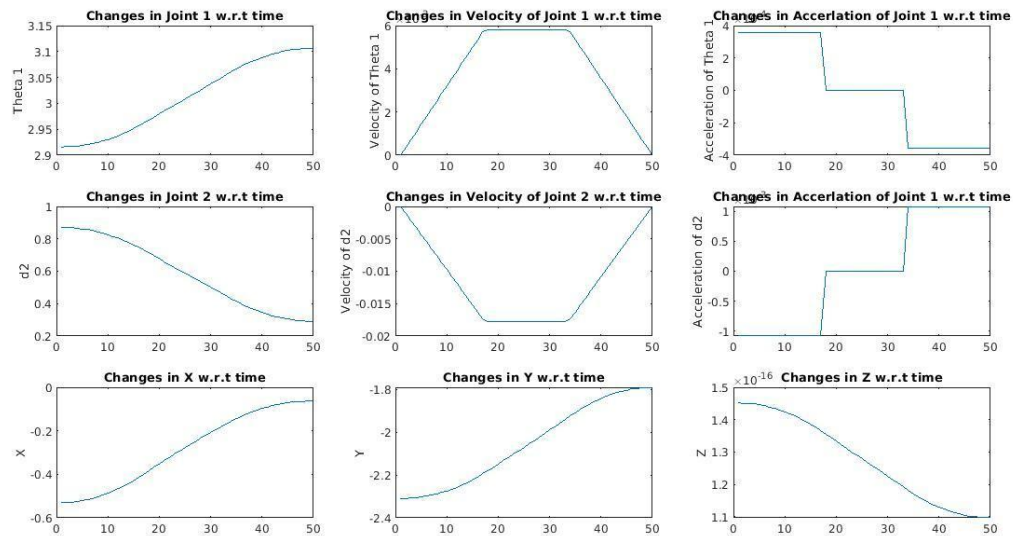 Changes in Joint 1 w.r.t time
Theta 1
3.15
3.1
3.05
3
2.95
2.9
0 10 20 30 40 50
Changes in Velocity of Joint 1 w.r.t time
Velocity of Theta 1
6
4
2
0
0 10 20 30 40 50
Changes in Accerlation of Joint 1 w.r.t time
Acceleration of Theta 1
4
2
0
-2
-4
0 10 20 30 40 50
Changes in Joint 2 w.r.t time
d2
1
0.8
0.6
0.4
0.2
0 10 20 30 40 50
Changes in Velocity of Joint 2 w.r.t time
Velocity of d2
0
-0.005
-0.01
-0.015
-0.02
0 10 20 30 40 50
Changes in Accerlation of Joint 1 w.r.t time
Acceleration of d2
1
0.5
0
-0.5
-1
0 10 20 30 40 50
Changes in X w.r.t time
X
0
-0.2
-0.4
-0.6
0 10 20 30 40 50
Changes in Y w.r.t time
Y
-1.8
-2
-2.2
-2.4
0 10 20 30 40 50
Changes in Z w.r.t time
×10-16
Z
1.5
1.4
1.3
1.2
1.1
0 10 20 30 40 50